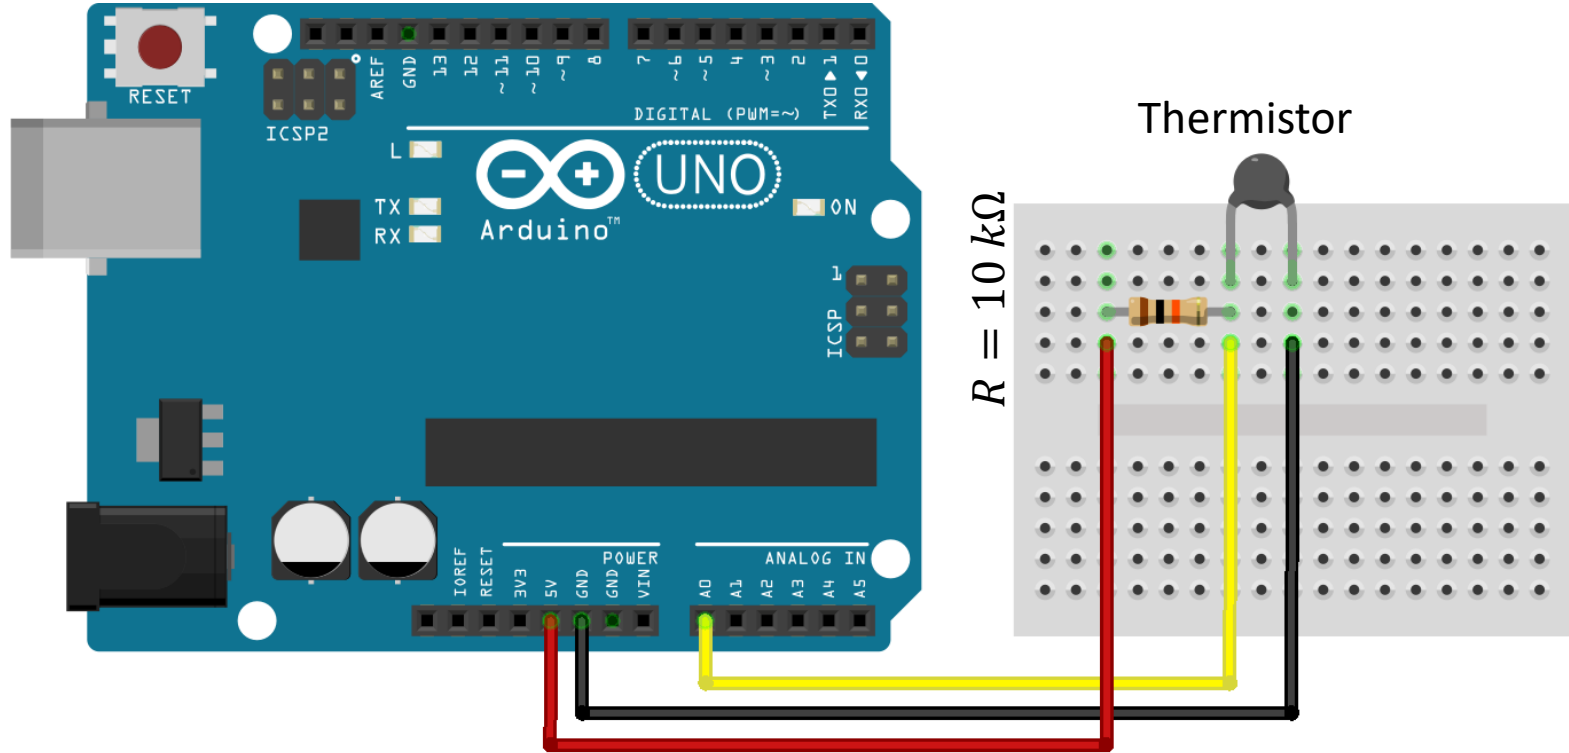 RESET
ICSP2
AREF
GND
13
12
~11
~10
~9
8
7
~6
~5
4
~3
2
TX0▶1
RX0◀0
DIGITAL (PWM=~)
L
TX
RX
UNO
Arduino™
ON
1
ICSP
Thermistor
R = 10 kΩ
IOREF
RESET
3V3
5V
GND
GND
VIN
POWER
ANALOG IN
A0
A1
A2
A3
A4
A5